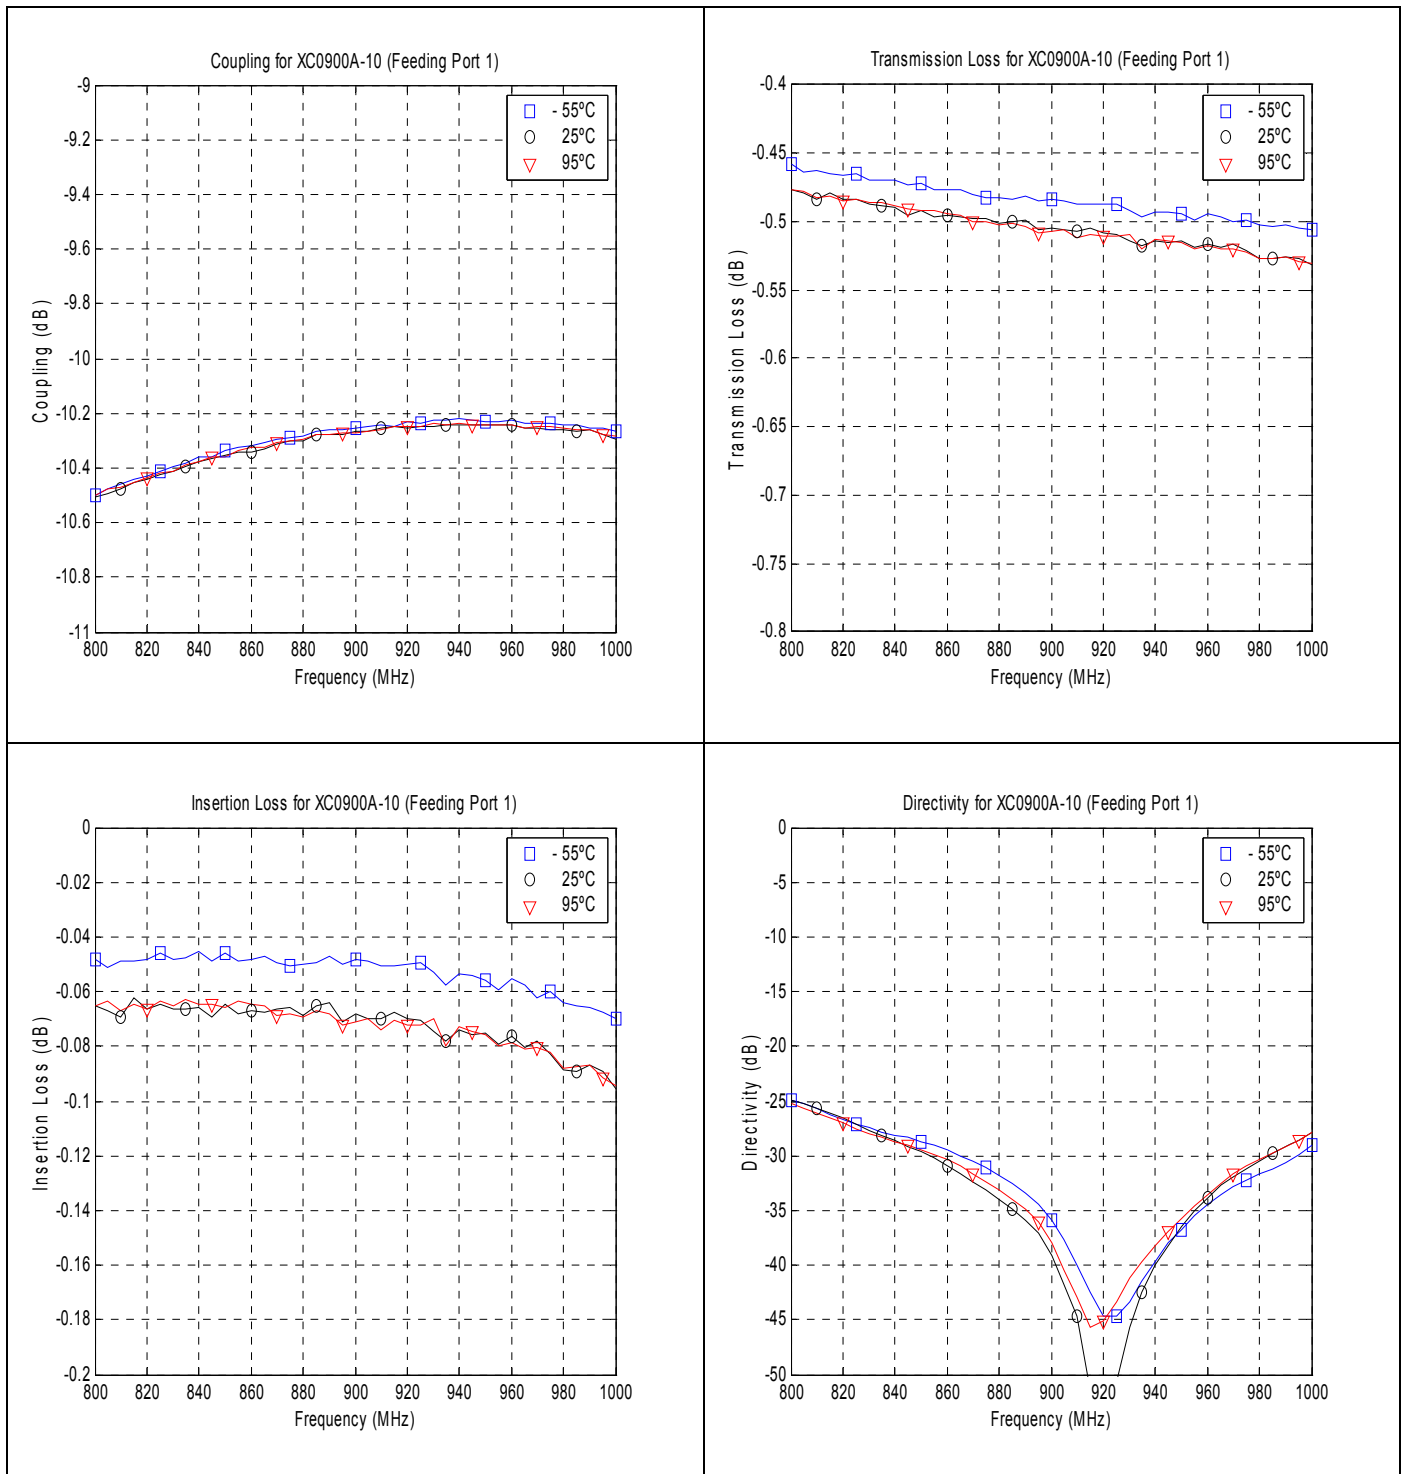 Coupling for XC0900A-10 (Feeding Port 1)
-9
-9.2
-9.4
-9.6
-9.8
-10
-10.2
-10.4
-10.6
-10.8
-11
Coupling (dB)
- 55ºC
25ºC
95ºC
800 820 840 860 880 900 920 940 960 980 1000
Frequency (MHz)
Transmission Loss for XC0900A-10 (Feeding Port 1)
-0.4
-0.45
-0.5
-0.55
-0.6
-0.65
-0.7
-0.75
-0.8
Transmission Loss (dB)
- 55ºC
25ºC
95ºC
800 820 840 860 880 900 920 940 960 980 1000
Frequency (MHz)
Insertion Loss for XC0900A-10 (Feeding Port 1)
0
-0.02
-0.04
-0.06
-0.08
-0.1
-0.12
-0.14
-0.16
-0.18
-0.2
Insertion Loss (dB)
- 55ºC
25ºC
95ºC
800 820 840 860 880 900 920 940 960 980 1000
Frequency (MHz)
Directivity for XC0900A-10 (Feeding Port 1)
0
-5
-10
-15
-20
-25
-30
-35
-40
-45
-50
Directivity (dB)
- 55ºC
25ºC
95ºC
800 820 840 860 880 900 920 940 960 980 1000
Frequency (MHz)